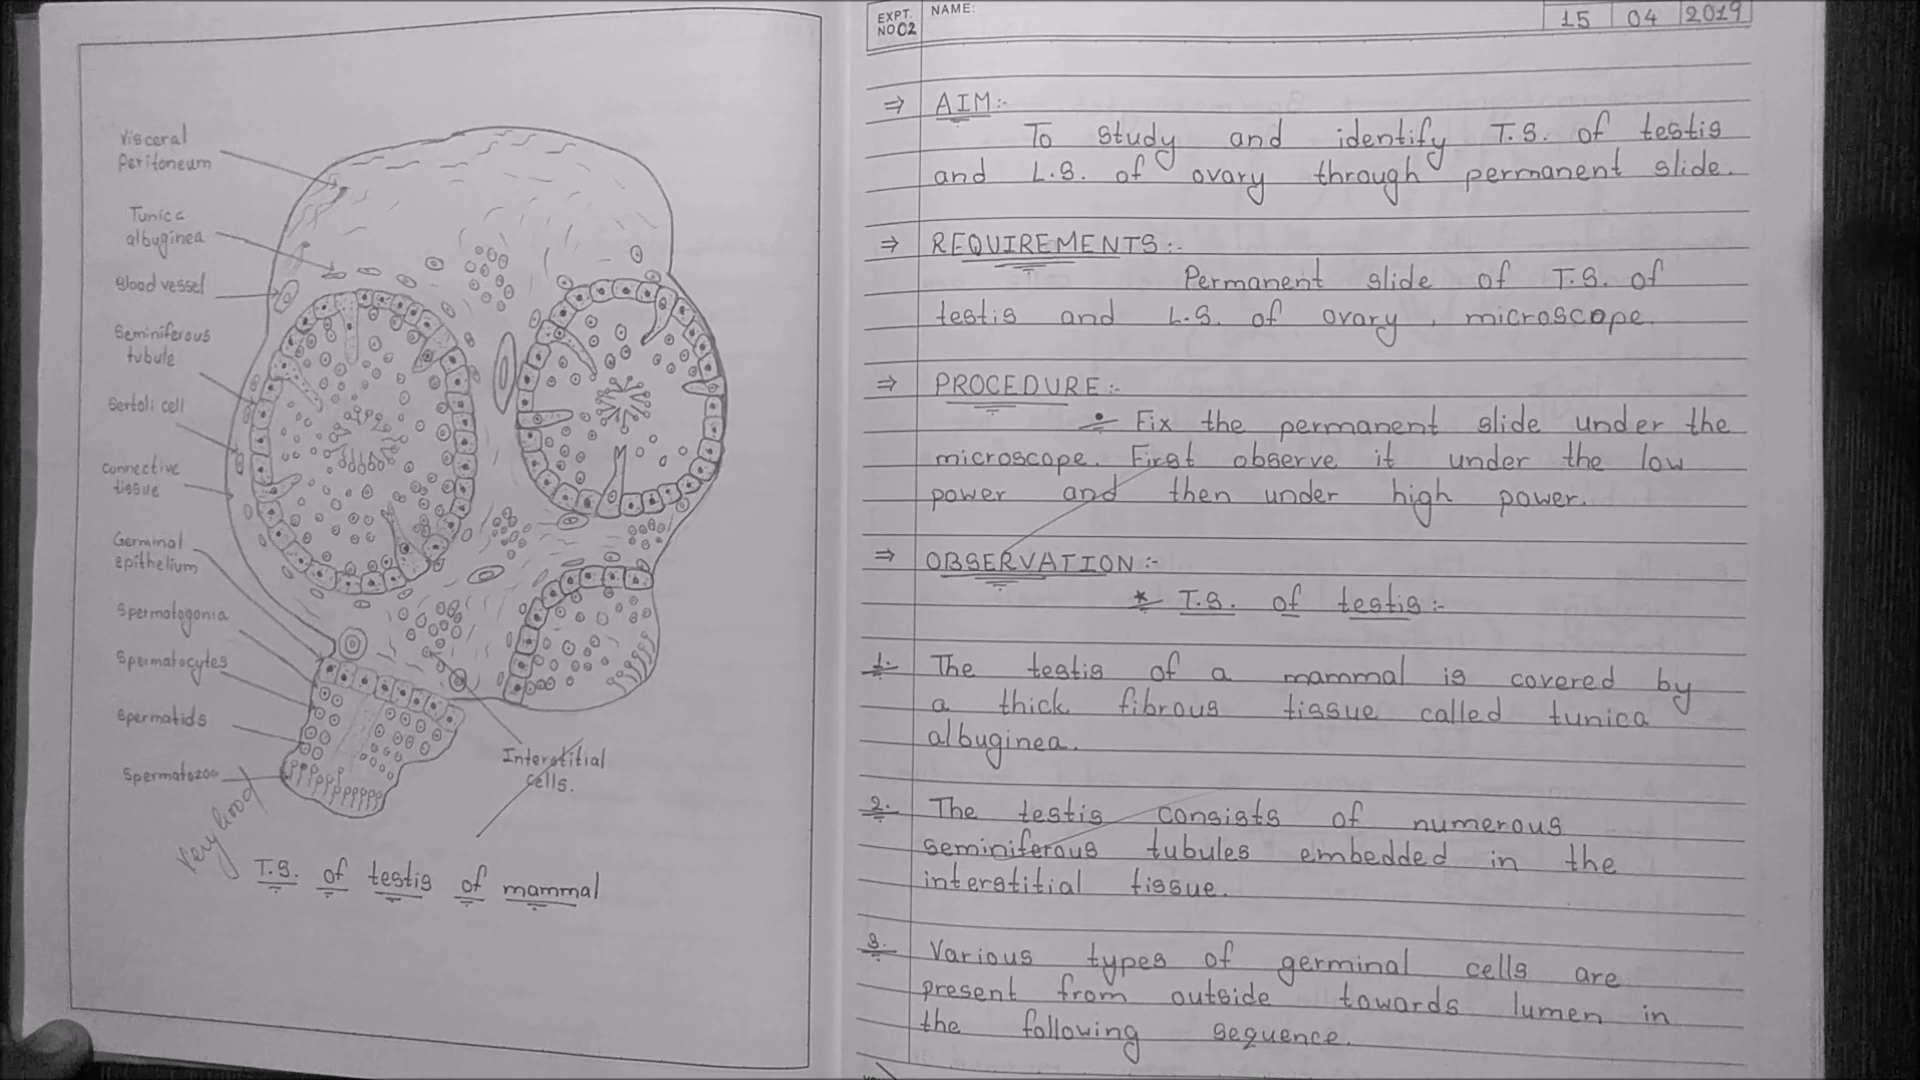 Visceral
peritoneum
Tunica
albuginea
Blood vessel
Seminiferous
tubule
Sertoli cell
connective
tissue
Germinal
epithelium
Spermatogonia
Spermatocytes
Spermatids
Spermatozoa
Interstitial
cells.
Very Good
T.S. of testis of mammal
EXPT.
NO 02
NAME:
15 04 2019
⇒ AIM:-
To study and identify T.S. of testis
and L.S. of ovary through permanent slide.
⇒ REQUIREMENTS:-
Permanent slide of T.S. of
testis and L.S. of ovary, microscope.
⇒ PROCEDURE:-
• Fix the permanent slide under the
microscope. First observe it under the low
power and then under high power.
⇒ OBSERVATION:-
* T.S. of testis:-
1. The testis of a mammal is covered by
a thick fibrous tissue called tunica
albuginea.
2. The testis consists of numerous
seminiferous tubules embedded in the
interstitial tissue.
3. Various types of germinal cells are
present from outside towards lumen in
the following sequence.